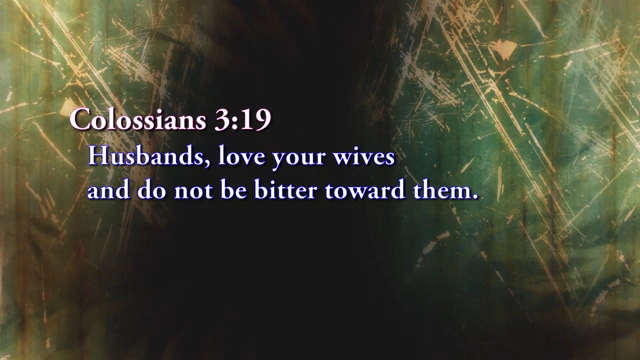 Colossians 3:19
Husbands, love your wives
and do not be bitter toward them.